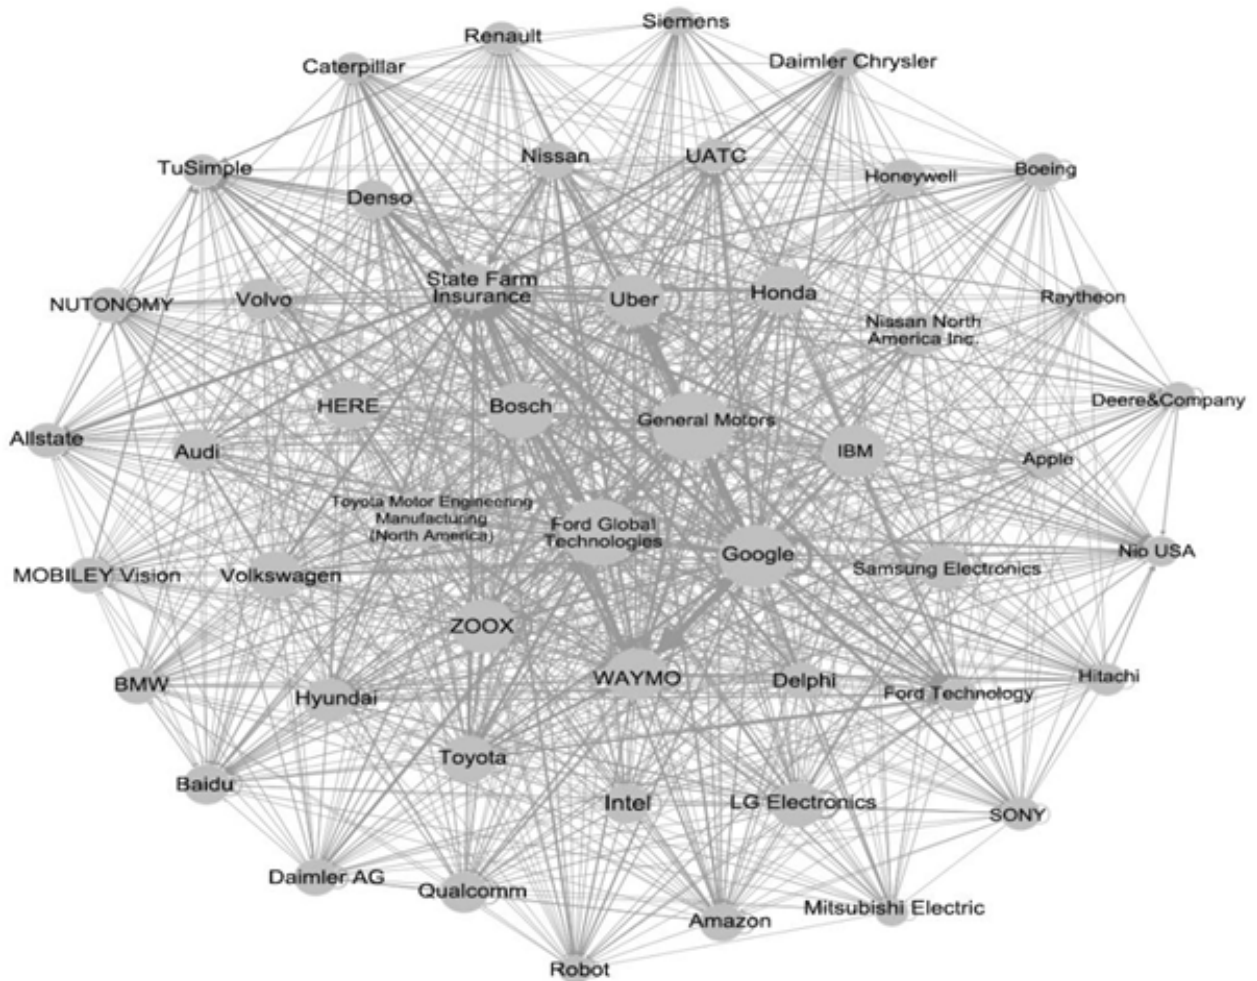 Siemens
Renault
Daimler Chrysler
Caterpillar
Nissan
UATC
TuSimple
Honeywell
Boeing
Denso
State Farm
Insurance
Uber
Honda
Raytheon
NUTONOMY
Volvo
Nissan North
America Inc.
HERE
Bosch
General Motors
Deere&Company
Allstate
Audi
IBM
Apple
Toyota Motor Engineering
Manufacturing
(North America)
Ford Global
Technologies
Google
Nio USA
MOBILEY Vision
Volkswagen
Samsung Electronics
ZOOX
WAYMO
Delphi
Ford Technology
Hitachi
BMW
Hyundai
Toyota
Baidu
Intel
LG Electronics
SONY
Daimler AG
Qualcomm
Amazon
Mitsubishi Electric
Robot